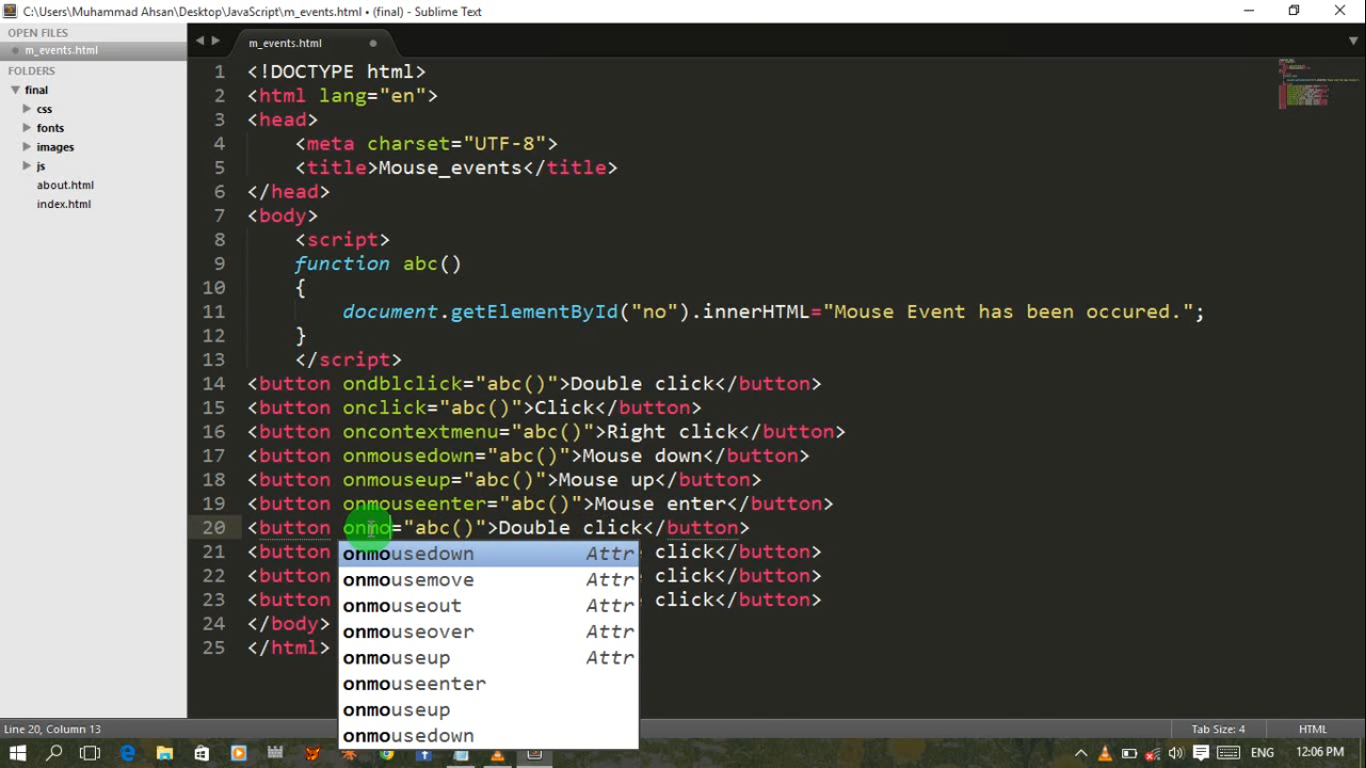 C:\Users\Muhammad Ahsan\Desktop\JavaScript\m_events.html • (final) - Sublime Text
OPEN FILES
m_events.html
FOLDERS
final
css
fonts
images
js
about.html
index.html
m_events.html
1 <!DOCTYPE html>
2 <html lang="en">
3 <head>
4 <meta charset="UTF-8">
5 <title>Mouse_events</title>
6 </head>
7 <body>
8 <script>
9 function abc()
10 {
11 document.getElementById("no").innerHTML="Mouse Event has been occured.";
12 }
13 </script>
14 <button ondblclick="abc()">Double click</button>
15 <button onclick="abc()">Click</button>
16 <button oncontextmenu="abc()">Right click</button>
17 <button onmousedown="abc()">Mouse down</button>
18 <button onmouseup="abc()">Mouse up</button>
19 <button onmouseenter="abc()">Mouse enter</button>
20 <button onmo="abc()">Double click</button>
21 <button click</button>
22 <button click</button>
23 <button click</button>
24 </body>
25 </html>
onmousedown Attr
onmousemove Attr
onmouseout Attr
onmouseover Attr
onmouseup Attr
onmouseenter
onmouseup
onmousedown
Line 20, Column 13
Tab Size: 4
HTML
ENG
12:06 PM